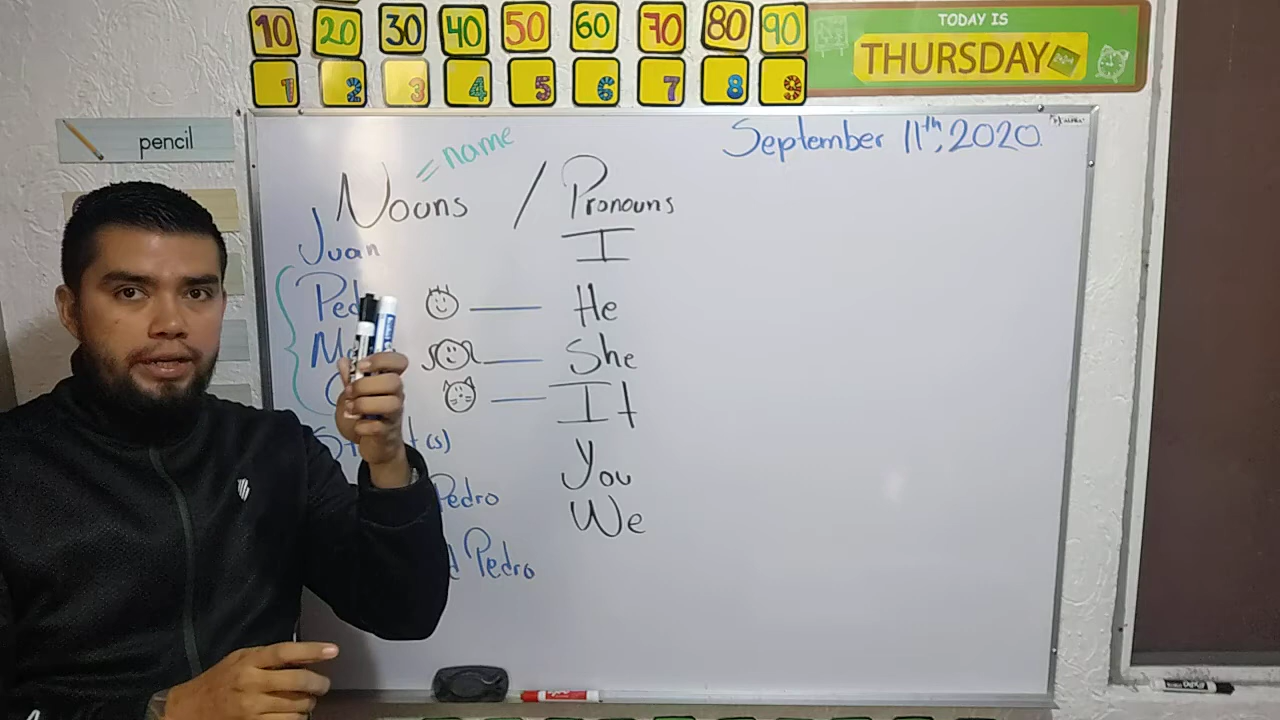 10 20 30 40 50 60 70 80 90
1 2 3 4 5 6 7 8 9
TODAY IS
THURSDAY
pencil
September 11th, 2020.
= name
Nouns / Pronouns
Juan
I
He
She
It
(s)
You
Pedro
We
Pedro